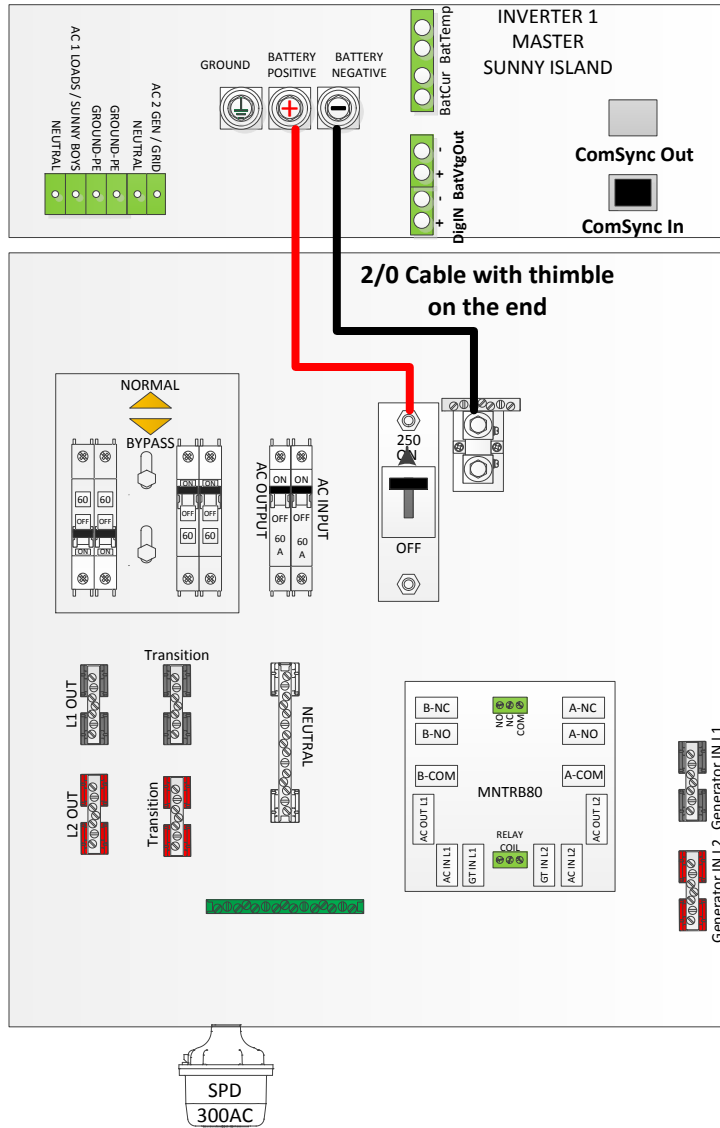 INVERTER 1
MASTER
SUNNY ISLAND
GROUND
BATTERY
POSITIVE
BATTERY
NEGATIVE
BatCur BatTemp
AC 1 LOADS / SUNNY BOYS
NEUTRAL
GROUND-PE
GROUND-PE
NEUTRAL
AC 2 GEN / GRID
DigIN BatVtgOut
+ - + -
ComSync Out
ComSync In
2/0 Cable with thimble
on the end
NORMAL
BYPASS
60 60
OFF OFF
ON ON
ON ON
OFF OFF
60 60
AC OUTPUT
ON ON
OFF OFF
60 60
A A
AC INPUT
250
ON
OFF
B
B
L1 OUT
Transition
NEUTRAL
L2 OUT
Transition
B-NC
NO
NC
COM
A-NC
B-NO
A-NO
B-COM
MNTRB80
A-COM
AC OUT L1
AC OUT L2
RELAY
COIL
AC IN L1
GT IN L1
GT IN L2
AC IN L2
Generator IN L1
Generator IN L2
SPD
300AC